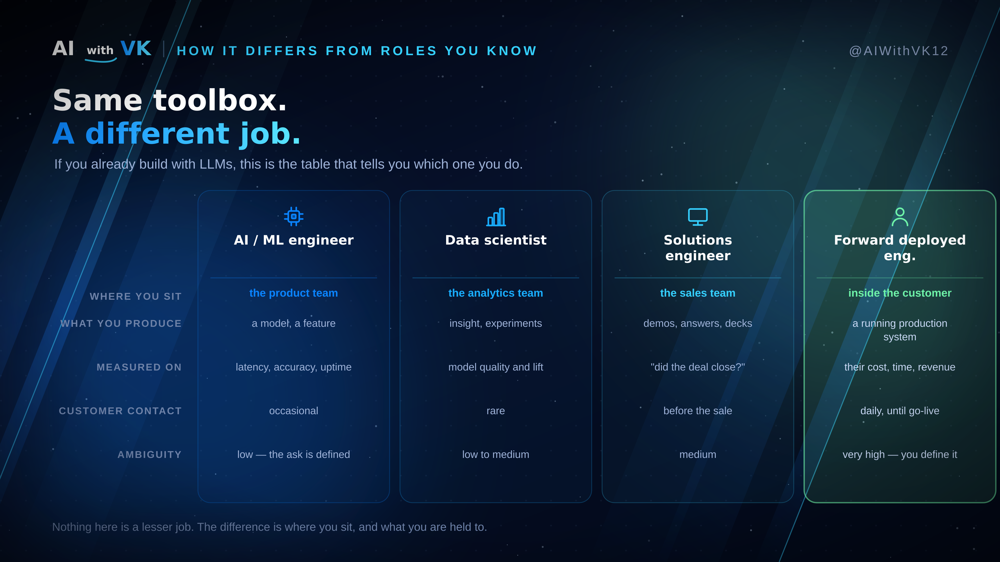 AI with VK | HOW IT DIFFERS FROM ROLES YOU KNOW
@AIWithVK12
Same toolbox.
A different job.
If you already build with LLMs, this is the table that tells you which one you do.
AI / ML engineer
Data scientist
Solutions
engineer
Forward deployed
eng.
WHERE YOU SIT
the product team
the analytics team
the sales team
inside the customer
WHAT YOU PRODUCE
a model, a feature
insight, experiments
demos, answers, decks
a running production
system
MEASURED ON
latency, accuracy, uptime
model quality and lift
"did the deal close?"
their cost, time, revenue
CUSTOMER CONTACT
occasional
rare
before the sale
daily, until go-live
AMBIGUITY
low — the ask is defined
low to medium
medium
very high — you define it
Nothing here is a lesser job. The difference is where you sit, and what you are held to.